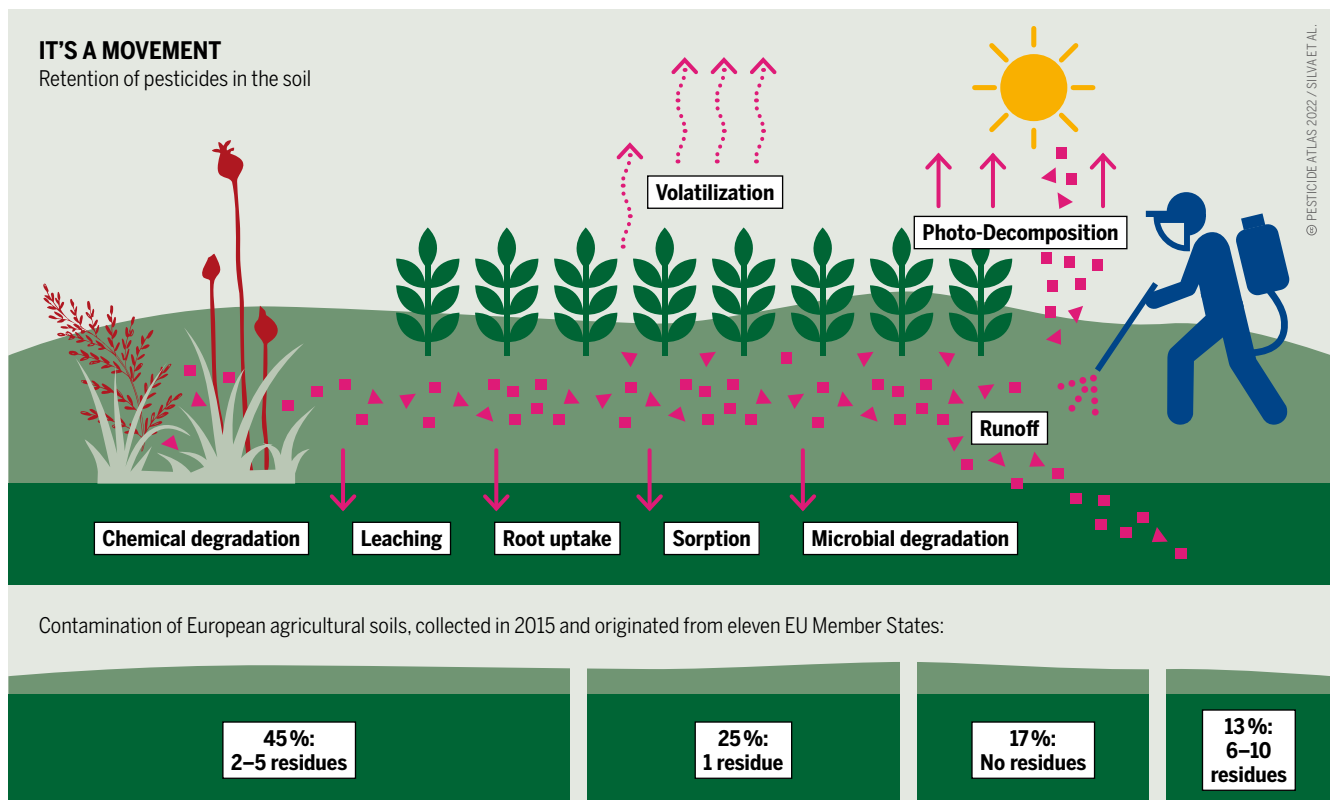 IT’S A MOVEMENT
Retention of pesticides in the soil
© PESTICIDE ATLAS 2022 / SILVA ET AL.
Volatilization
Photo-Decomposition
Runoff
Chemical degradation
Leaching
Root uptake
Sorption
Microbial degradation
Contamination of European agricultural soils, collected in 2015 and originated from eleven EU Member States:
45 %:
2–5 residues
25 %:
1 residue
17 %:
No residues
13 %:
6–10
residues